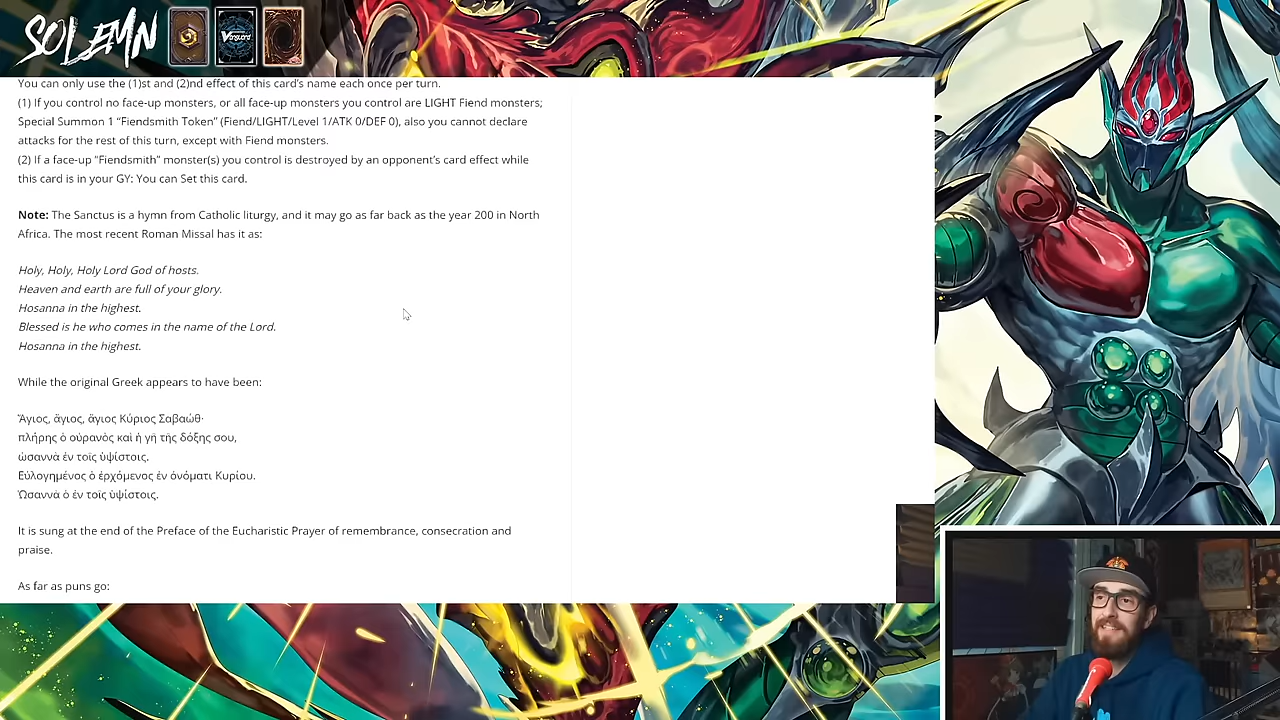 SOLEMN
VANGUARD
You can only use the (1)st and (2)nd effect of this card's name each once per turn.
(1) If you control no face-up monsters, or all face-up monsters you control are LIGHT Fiend monsters;
Special Summon 1 “Fiendsmith Token” (Fiend/LIGHT/Level 1/ATK 0/DEF 0), also you cannot declare
attacks for the rest of this turn, except with Fiend monsters.
(2) If a face-up “Fiendsmith” monster(s) you control is destroyed by an opponent’s card effect while
this card is in your GY: You can Set this card.
Note: The Sanctus is a hymn from Catholic liturgy, and it may go as far back as the year 200 in North
Africa. The most recent Roman Missal has it as:
Holy, Holy, Holy Lord God of hosts.
Heaven and earth are full of your glory.
Hosanna in the highest.
Blessed is he who comes in the name of the Lord.
Hosanna in the highest.
While the original Greek appears to have been:
Ἅγιος, ἅγιος, ἅγιος Κύριος Σαβαώθ·
πλήρης ὁ οὐρανὸς καὶ ἡ γῆ τῆς δόξης σου,
ὡσαννὰ ἐν τοῖς ὑψίστοις.
Εὐλογημένος ὁ ἐρχόμενος ἐν ὀνόματι Κυρίου.
Ὡσαννὰ ὁ ἐν τοῖς ὑψίστοις.
It is sung at the end of the Preface of the Eucharistic Prayer of remembrance, consecration and
praise.
As far as puns go: